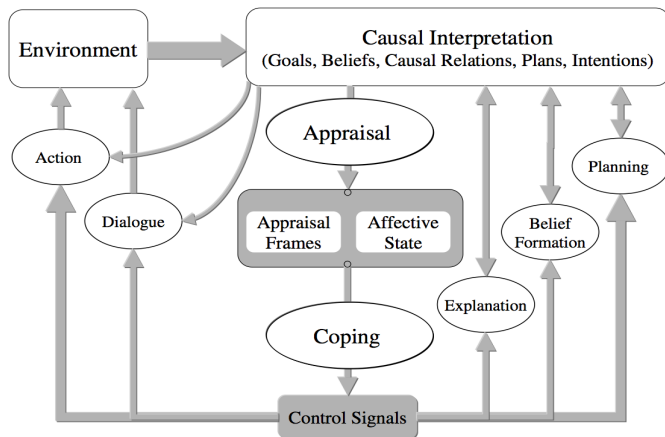 Environment
Causal Interpretation
(Goals, Beliefs, Causal Relations, Plans, Intentions)
Appraisal
Action
Planning
Dialogue
Appraisal
Frames
Affective
State
Belief
Formation
Explanation
Coping
Control Signals